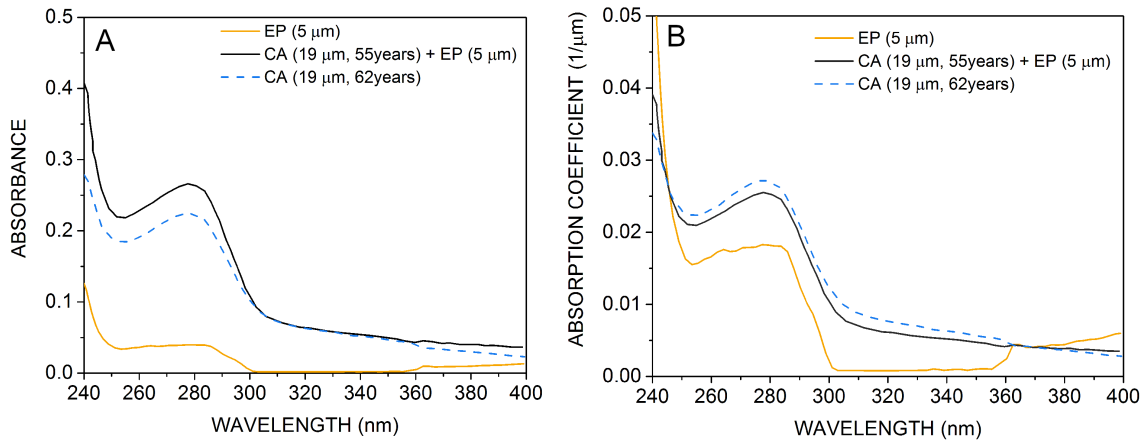 A
EP (5 μm)
CA (19 μm, 55years) + EP (5 μm)
CA (19 μm, 62years)
ABSORBANCE
0.5
0.4
0.3
0.2
0.1
0.0
240 260 280 300 320 340 360 380 400
WAVELENGTH (nm)
B
EP (5 μm)
CA (19 μm, 55years) + EP (5 μm)
CA (19 μm, 62years)
ABSORPTION COEFFICIENT (1/μm)
0.05
0.04
0.03
0.02
0.01
0.00
240 260 280 300 320 340 360 380 400
WAVELENGTH (nm)